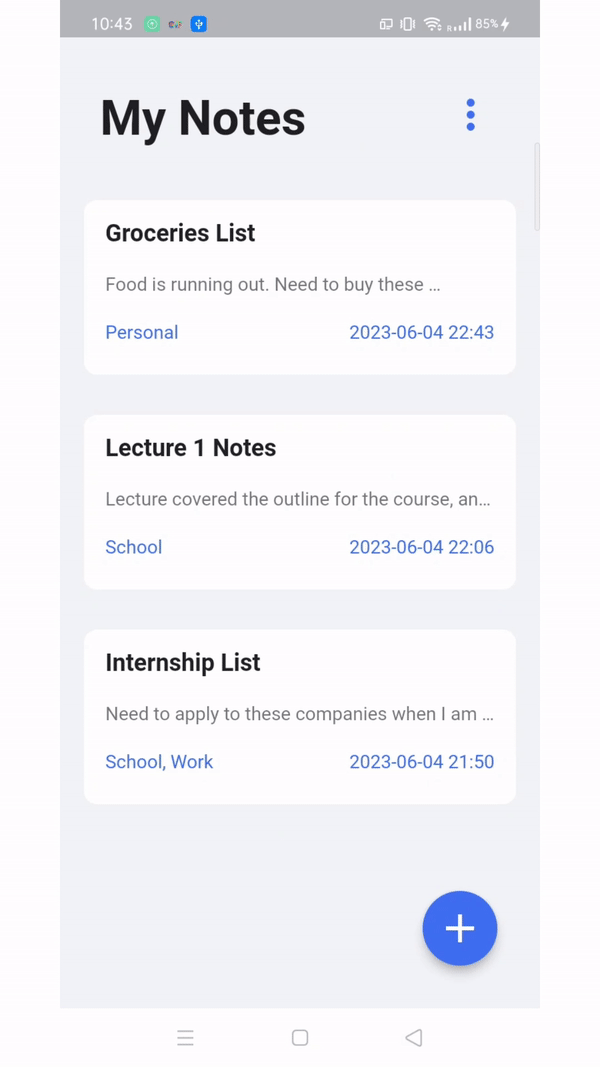 10:43 R 85%
My Notes
Groceries List
Food is running out. Need to buy these …
Personal 2023-06-04 22:43
Lecture 1 Notes
Lecture covered the outline for the course, an…
School 2023-06-04 22:06
Internship List
Need to apply to these companies when I am …
School, Work 2023-06-04 21:50